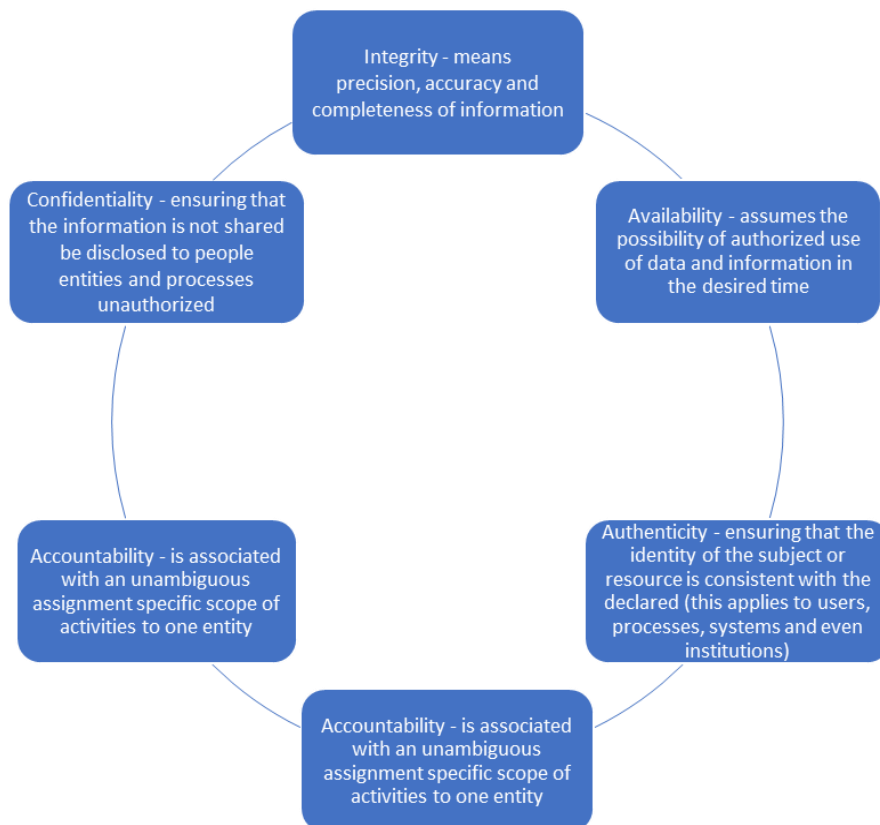 Integrity - means
precision, accuracy and
completeness of information
Confidentiality - ensuring that
the information is not shared
be disclosed to people
entities and processes
unauthorized
Availability - assumes the
possibility of authorized use
of data and information in
the desired time
Accountability - is associated
with an unambiguous
assignment specific scope of
activities to one entity
Authenticity - ensuring that the
identity of the subject or
resource is consistent with the
declared (this applies to users,
processes, systems and even
institutions)
Accountability - is associated
with an unambiguous
assignment specific scope of
activities to one entity